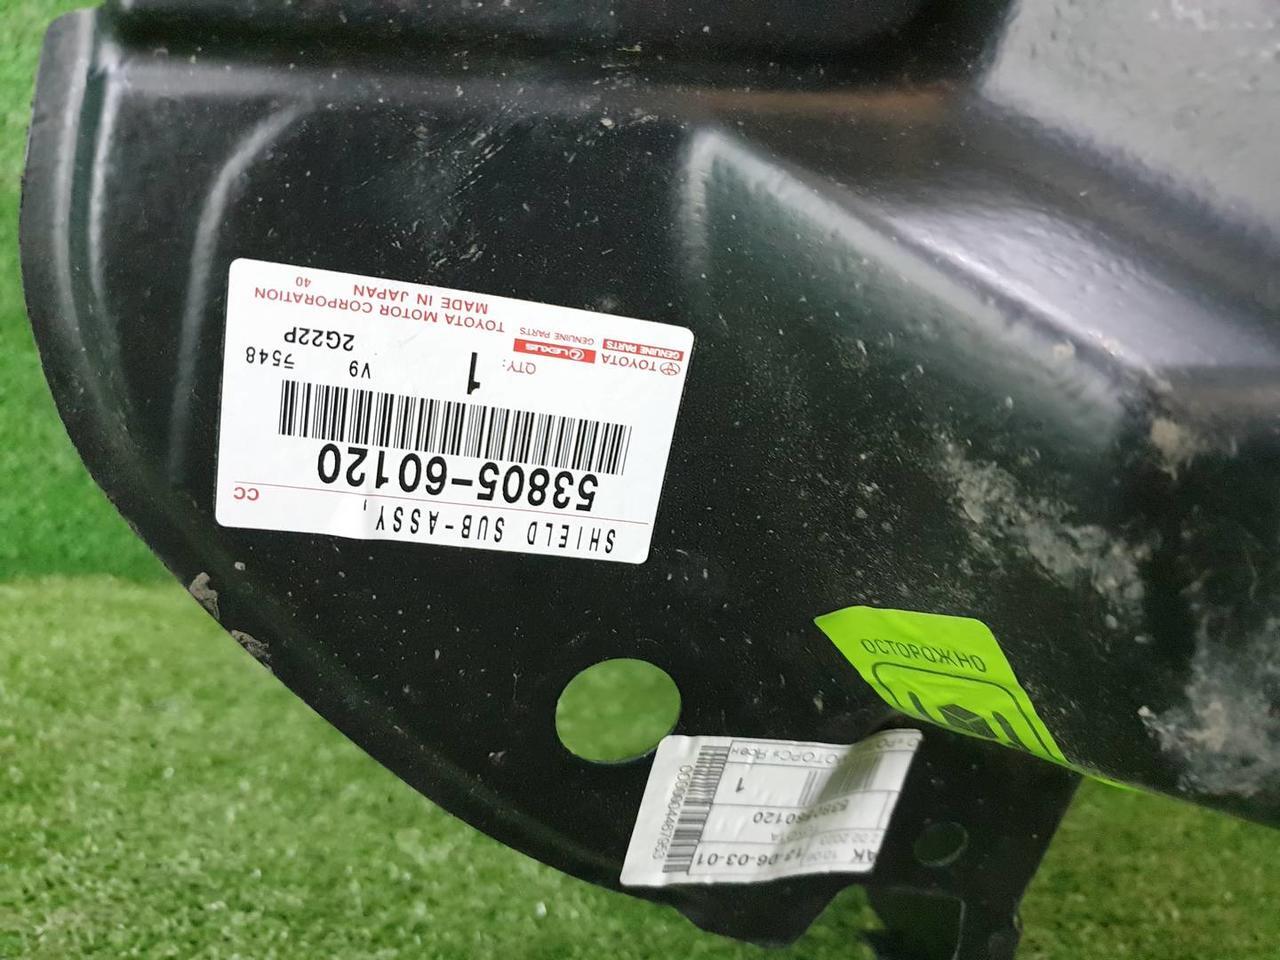 SHIELD SUB-ASSY,
CC
53805-60120
QTY: 1 V9 7548
2G22P
TOYOTA GENUINE PARTS LEXUS GENUINE PARTS
TOYOTA MOTOR CORPORATION
MADE IN JAPAN 40
ОСТОРОЖНО
13-06-03-01
5380560120
1